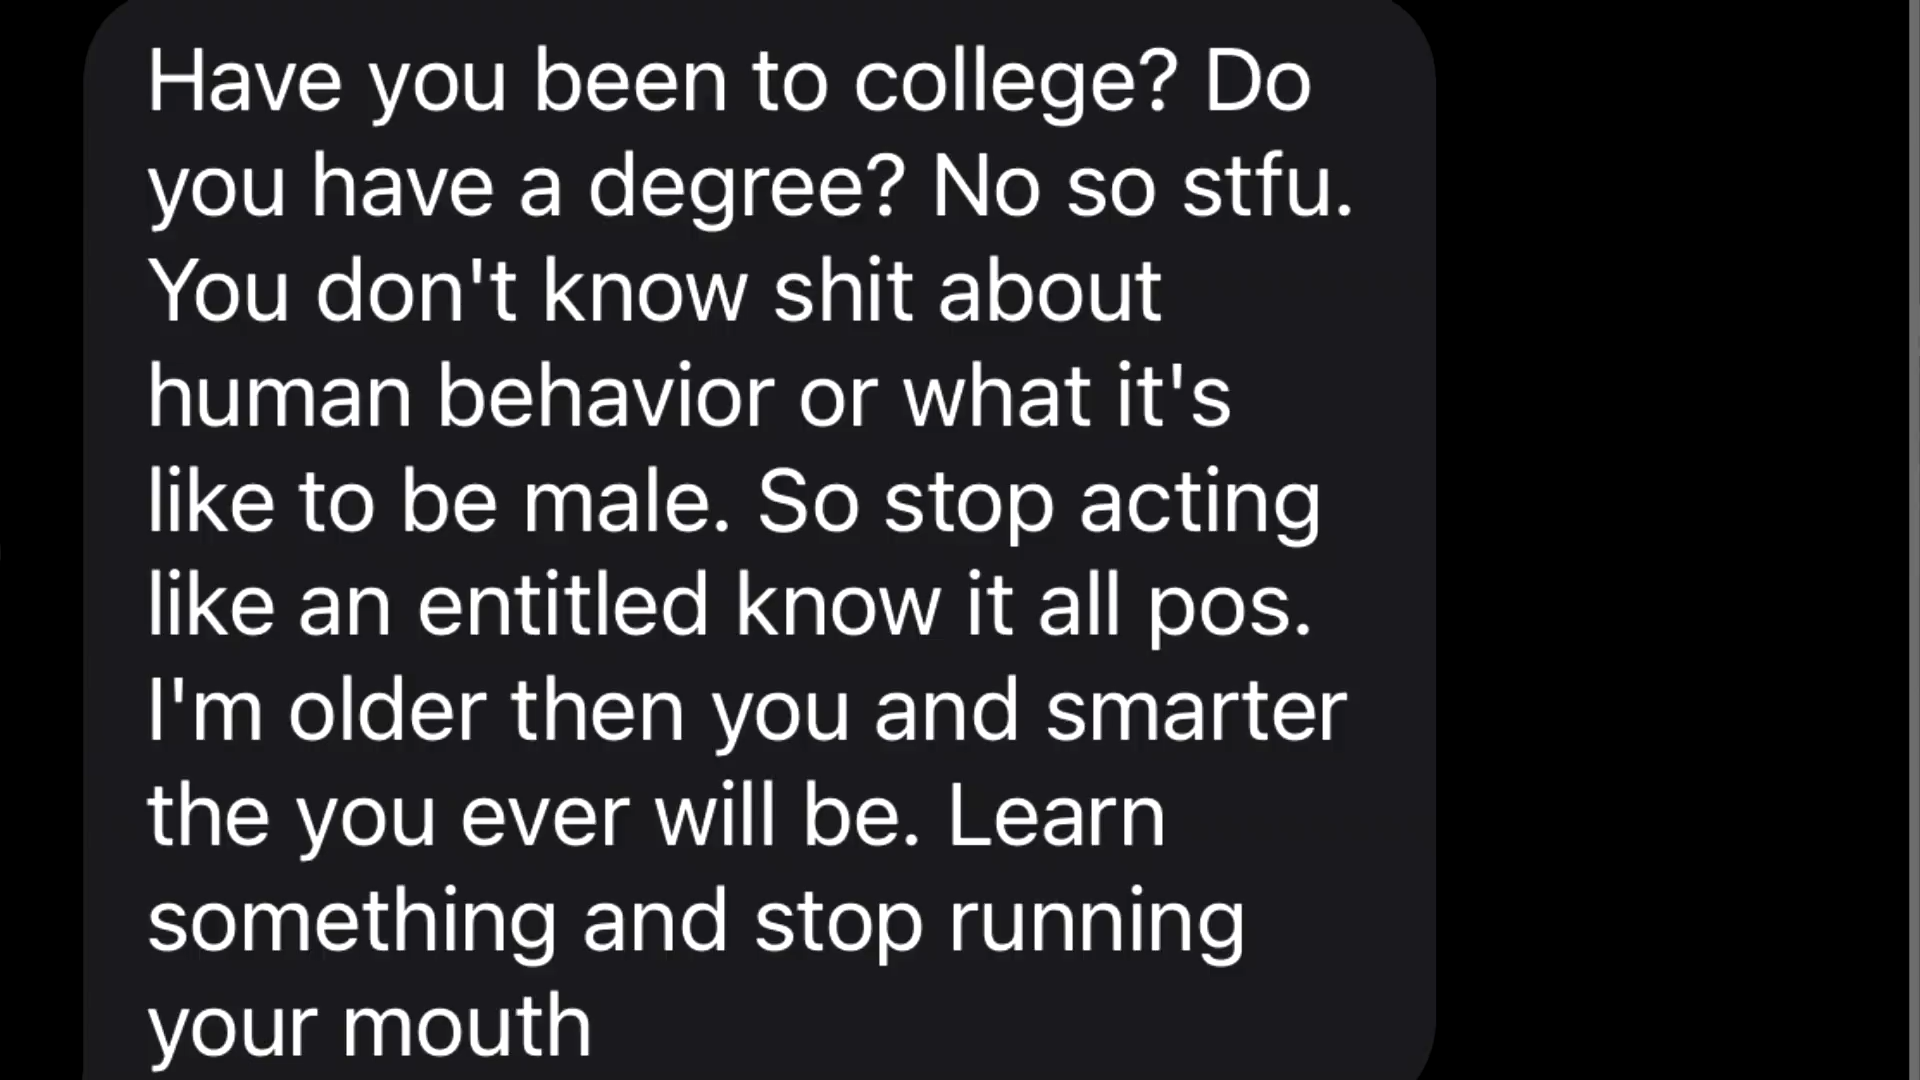 Have you been to college? Do
you have a degree? No so stfu.
You don't know shit about
human behavior or what it's
like to be male. So stop acting
like an entitled know it all pos.
I'm older then you and smarter
the you ever will be. Learn
something and stop running
your mouth